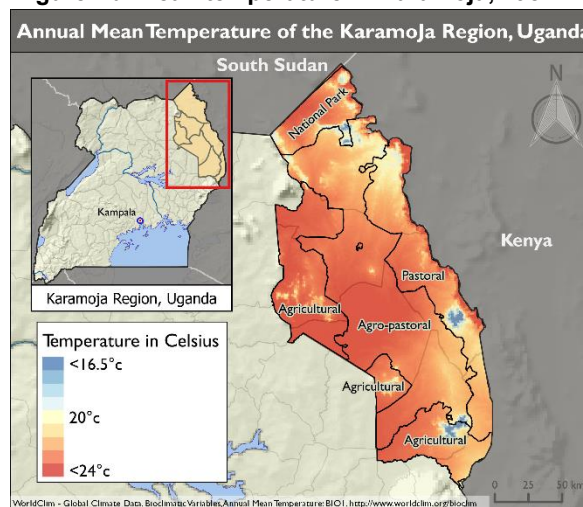 Annual Mean Temperature of the Karamoja Region, Uganda
South Sudan
National Park
N
Kampala
Kenya
Karamoja Region, Uganda
Pastoral
Agricultural
Agro-pastoral
Temperature in Celsius
<16.5°c
20°c
<24°c
Agricultural
Agricultural
0 25 50 km
WorldClim - Global Climate Data. Bioclimatic Variables, Annual Mean Temperature: BIO1. http://www.worldclim.org/bioclim